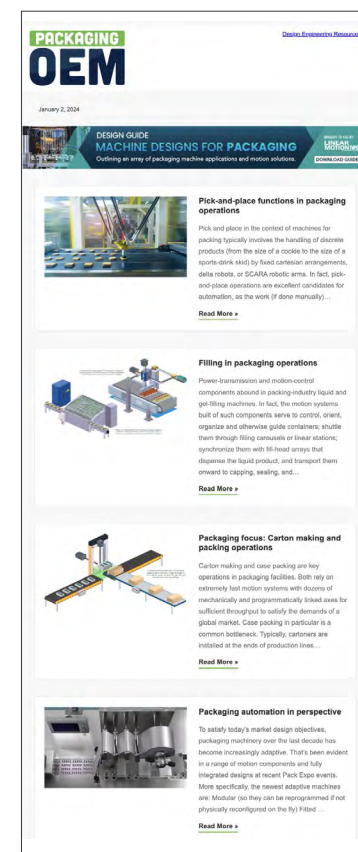 PACKAGING
OEM
Design Engineering Resource
January 2, 2024
DESIGN GUIDE
MACHINE DESIGNS FOR PACKAGING
Outlining an array of packaging machine applications and motion solutions.
LINEAR
MOTION
DOWNLOAD GUIDE
Pick-and-place functions in packaging
operations
Pick and place in the context of machines for
packing typically involves the handling of discrete
products (from the size of a cookie to the size of a
sports-drink skid) by fixed cartesian arrangements,
delta robots, or SCARA robotic arms. In fact, pick-
and-place operations are excellent candidates for
automation, as the work (if done manually)…
Read More »
Filling in packaging operations
Power-transmission and motion-control
components abound in packing-industry liquid and
gel-filling machines. In fact, the motion systems
built of such components serve to control, orient,
organize and otherwise guide containers; shuttle
them through filling carousels or linear stations;
synchronize them with fill-head arrays that
dispense the liquid product, and transport them
onward to capping, sealing, and…
Read More »
Packaging focus: Carton making and
packing operations
Carton making and case packing are key
operations in packaging facilities. Both rely on
extremely fast motion systems with dozens of
mechanically and programmatically linked axes for
sufficient throughput to satisfy the demands of a
global market. Case packing in particular is a
common bottleneck. Typically, cartoners are
installed at the ends of production lines…
Read More »
Packaging automation in perspective
To satisfy today's market design objectives,
packaging machinery over the last decade has
become increasingly adaptive. That's been evident
in a range of motion components and fully
integrated designs at recent Pack Expo events.
More specifically, the newest adaptive machines
are: Modular (so they can be reprogrammed if not
physically reconfigured on the fly) Fitted …
Read More »